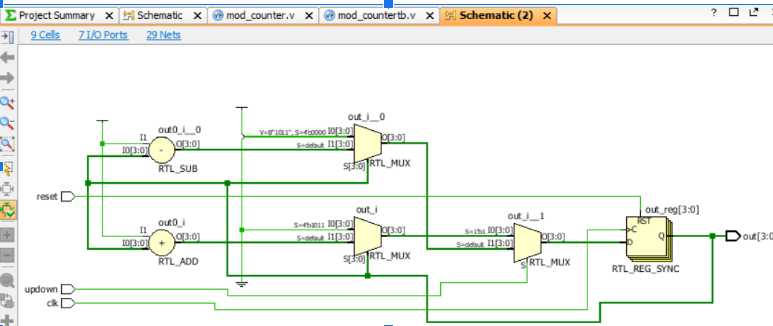 Project Summary
Schematic
mod_counter.v
mod_countertb.v
Schematic (2)
?
9 Cells
7 I/O Ports
29 Nets
out0_i__0
I1
I0[3:0]
O[3:0]
-
RTL_SUB
out_i__0
V=B"1011", S=4'b0000 I0[3:0]
S=default I1[3:0]
O[3:0]
S[3:0]
RTL_MUX
reset
out0_i
I1
I0[3:0]
O[3:0]
+
RTL_ADD
out_i
S=4'b1011 I0[3:0]
S=default I1[3:0]
O[3:0]
S[3:0]
RTL_MUX
out_i__1
S=1'b1 I0[3:0]
S=default I1[3:0]
O[3:0]
S
RTL_MUX
out_reg[3:0]
RST
C
D
Q
RTL_REG_SYNC
out[3:0
updown
clk